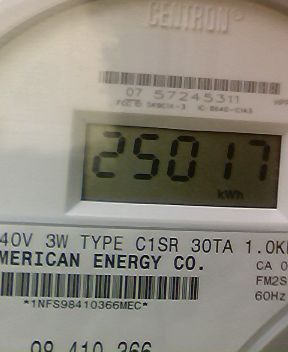 CENTRON®
07 57245311
25017
kWh
40V 3W TYPE C1SR 30TA 1.0K
MERICAN ENERGY CO.
CA 0
FM2S
60Hz
*1NFS98410366MEC*
98 410 366